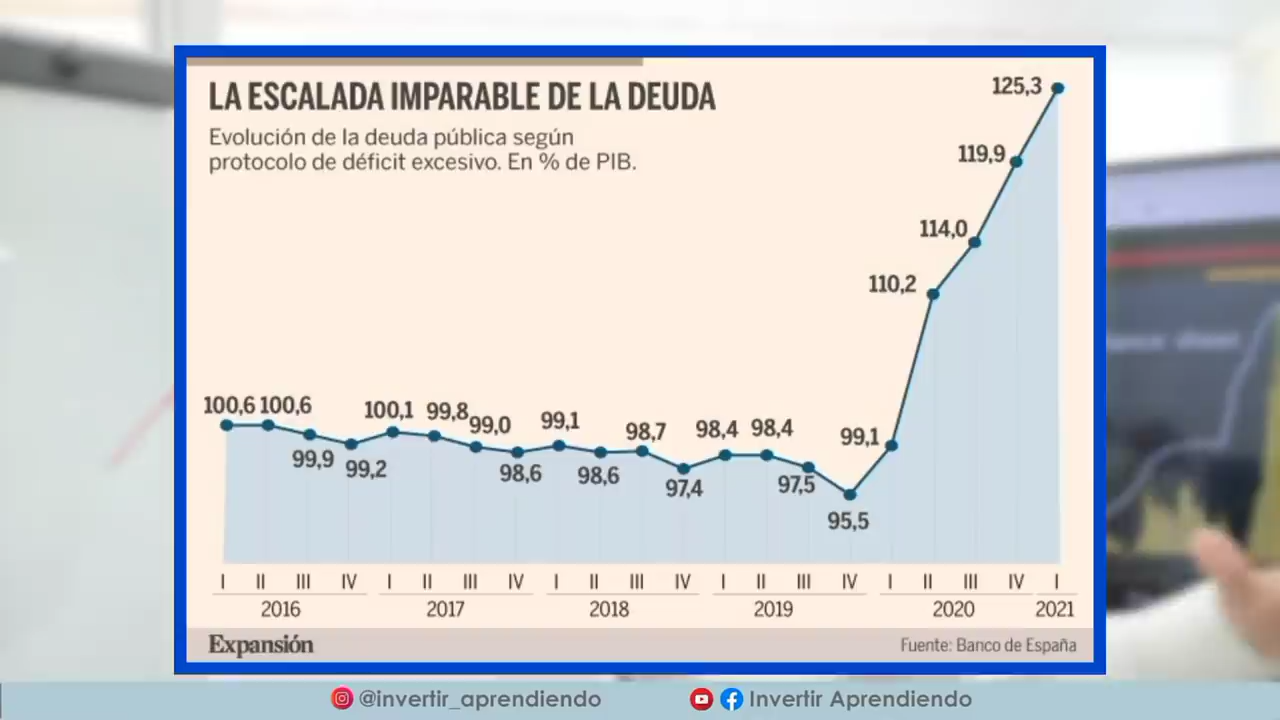 LA ESCALADA IMPARABLE DE LA DEUDA
Evolución de la deuda pública según
protocolo de déficit excesivo. En % de PIB.
125,3
119,9
114,0
110,2
100,6 100,6
99,9
99,2
100,1
99,8
99,0
98,6
99,1
98,6
98,7
97,4
98,4
98,4
97,5
95,5
99,1
I II III IV I II III IV I II III IV I II III IV I II III IV I
2016 2017 2018 2019 2020 2021
Expansión
Fuente: Banco de España
@invertir_aprendiendo
Invertir Aprendiendo